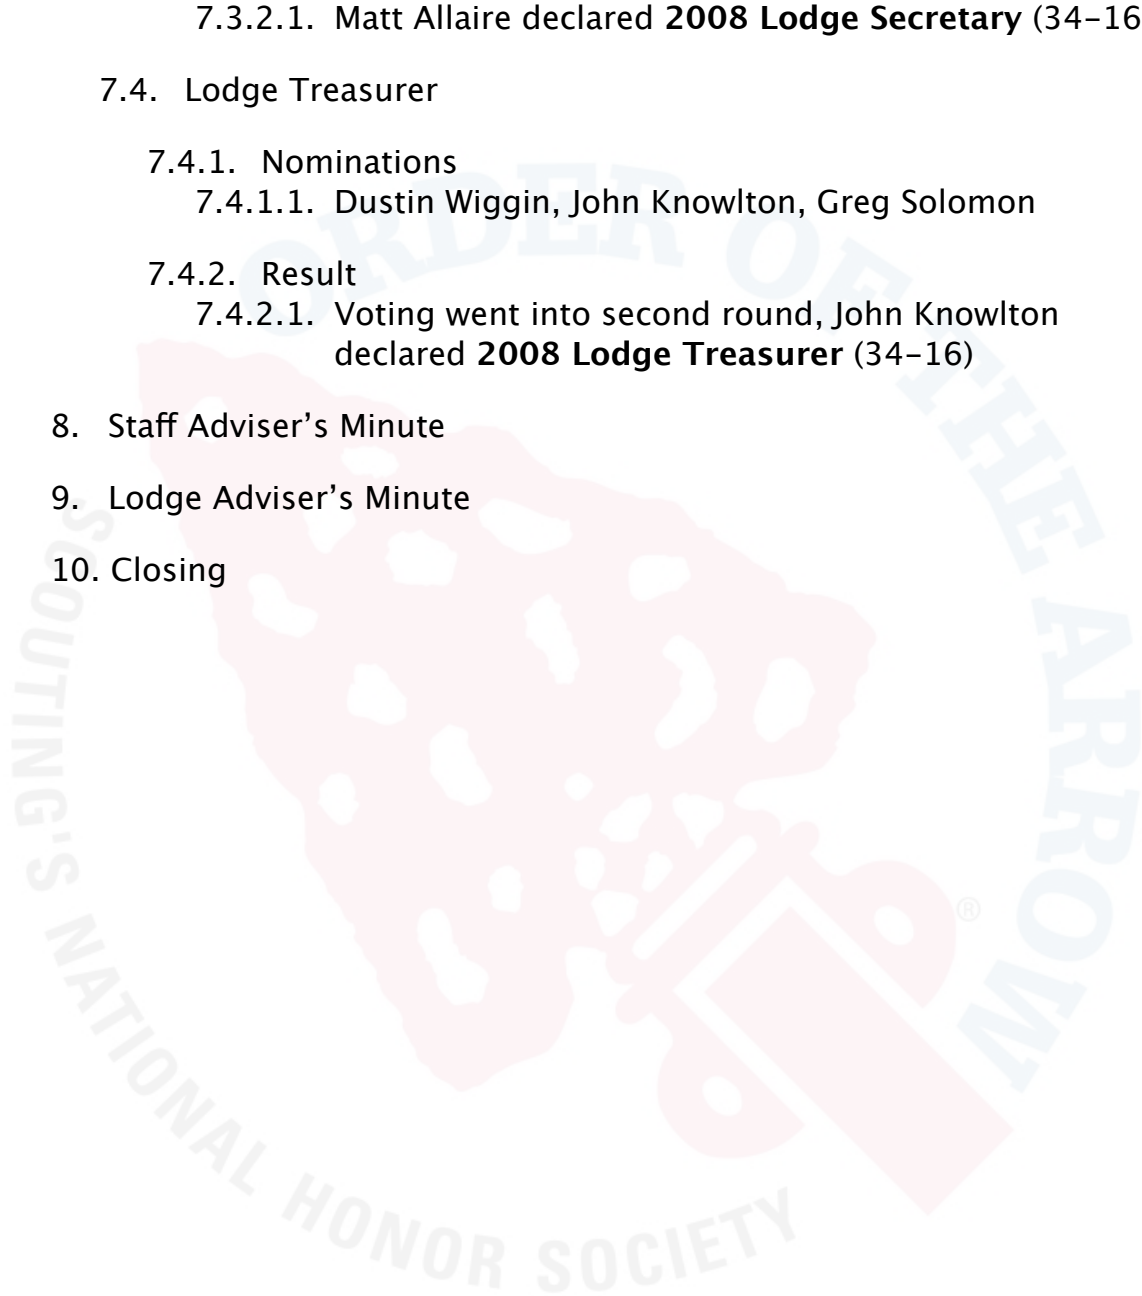 7.3.2.1. Matt Allaire declared 2008 Lodge Secretary (34-16
7.4. Lodge Treasurer
7.4.1. Nominations
7.4.1.1. Dustin Wiggin, John Knowlton, Greg Solomon
7.4.2. Result
7.4.2.1. Voting went into second round, John Knowlton
declared 2008 Lodge Treasurer (34-16)
8. Staff Adviser’s Minute
9. Lodge Adviser’s Minute
10. Closing
ORDER OF THE ARROW
®
SCOUTING'S NATIONAL HONOR SOCIETY